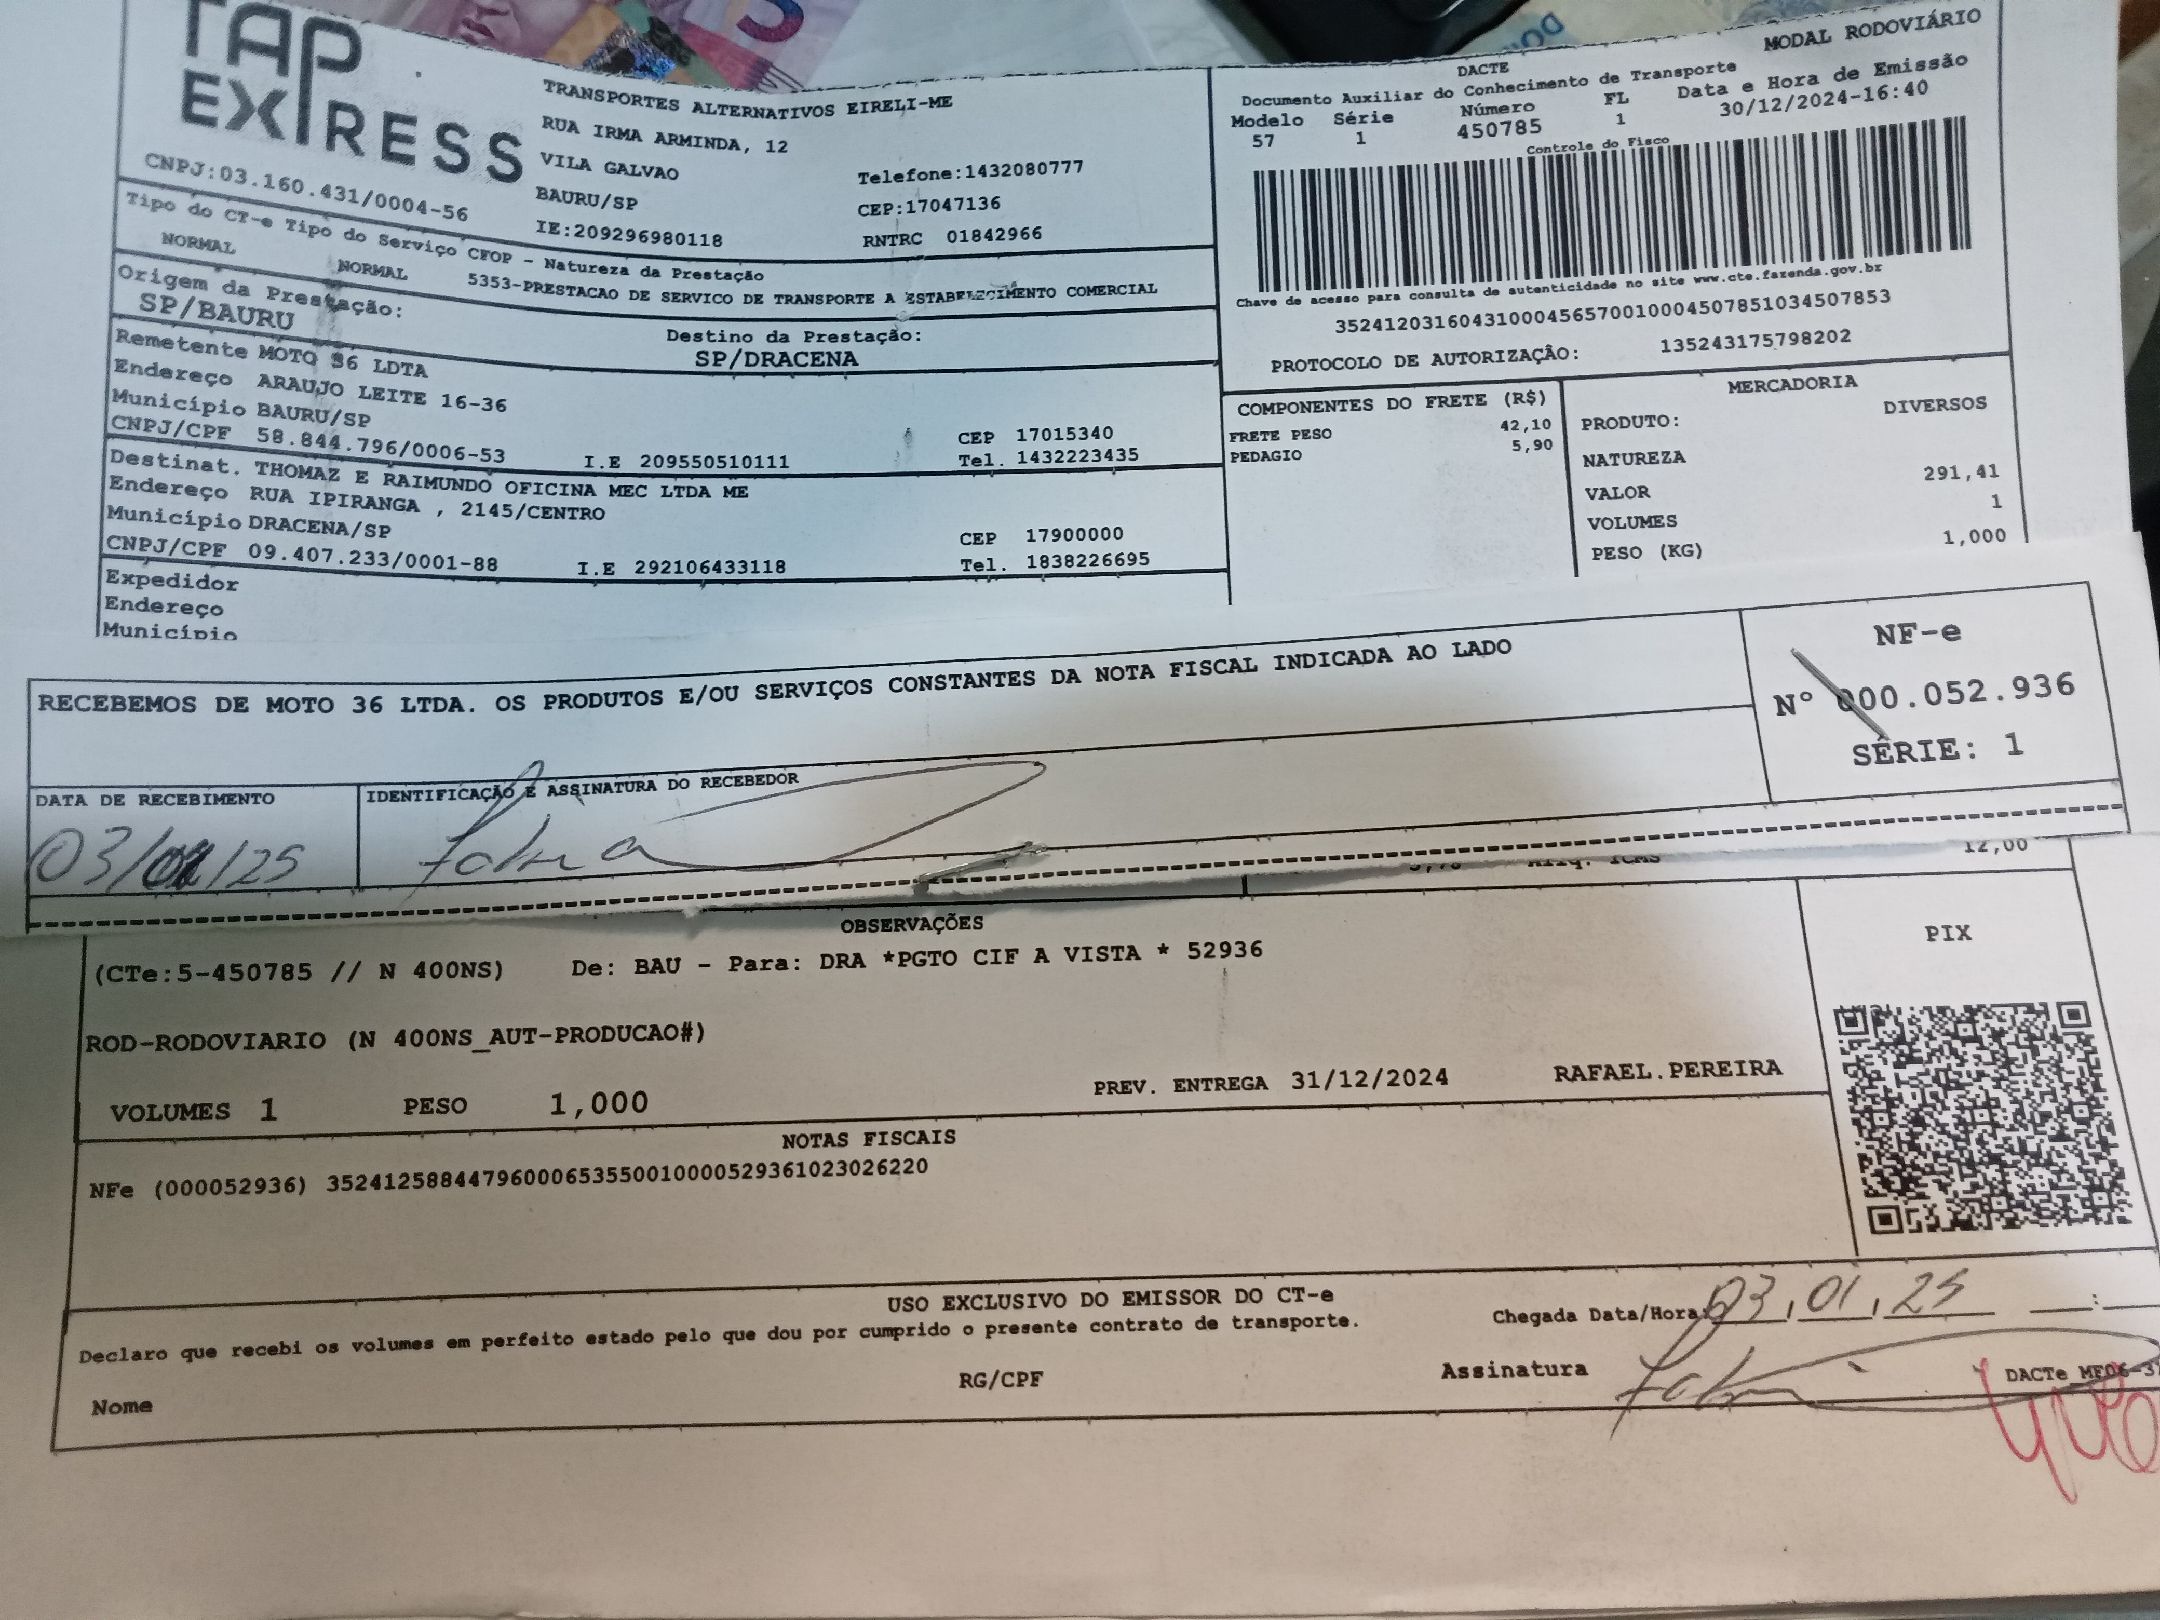 TAP
EXPRESS
CNPJ:03.160.431/0004-56
TRANSPORTES ALTERNATIVOS EIRELI-ME
RUA IRMA ARMINDA, 12
VILA GALVAO
BAURU/SP
IE:209296980118
Telefone:1432080777
CEP:17047136
RNTRC 01842966
MODAL RODOVIÁRIO
DACTE
Documento Auxiliar do Conhecimento de Transporte
Modelo Série Número FL Data e Hora de Emissão
57 1 450785 1 30/12/2024-16:40
Controle do Fisco
Chave de acesso para consulta de autenticidade no site www.cte.fazenda.gov.br
35241203160431000456570010004507851034507853
PROTOCOLO DE AUTORIZAÇÃO: 135243175798202
Tipo do CT-e Tipo do Serviço CFOP - Natureza da Prestação
NORMAL NORMAL 5353-PRESTACAO DE SERVICO DE TRANSPORTE A ESTABELECIMENTO COMERCIAL
Origem da Prestação:
SP/BAURU
Destino da Prestação:
SP/DRACENA
Remetente MOTO 36 LDTA
Endereço ARAUJO LEITE 16-36
Município BAURU/SP
CEP 17015340
CNPJ/CPF 58.844.796/0006-53 I.E 209550510111 Tel. 1432223435
Destinat. THOMAZ E RAIMUNDO OFICINA MEC LTDA ME
Endereço RUA IPIRANGA , 2145/CENTRO
Município DRACENA/SP
CEP 17900000
CNPJ/CPF 09.407.233/0001-88 I.E 292106433118 Tel. 1838226695
Expedidor
Endereço
Município
COMPONENTES DO FRETE (R$)
FRETE PESO 42,10
PEDAGIO 5,90
MERCADORIA
PRODUTO: DIVERSOS
NATUREZA
VALOR 291,41
VOLUMES 1
PESO (KG) 1,000
RECEBEMOS DE MOTO 36 LTDA. OS PRODUTOS E/OU SERVIÇOS CONSTANTES DA NOTA FISCAL INDICADA AO LADO
NF-e
Nº 000.052.936
SÉRIE: 1
DATA DE RECEBIMENTO
IDENTIFICAÇÃO E ASSINATURA DO RECEBEDOR
03/01/25
Alíq. ICMS 12,00
OBSERVAÇÕES
(CTe:5-450785 // N 400NS) De: BAU - Para: DRA *PGTO CIF A VISTA * 52936
PIX
ROD-RODOVIARIO (N 400NS_AUT-PRODUCAO#)
VOLUMES 1 PESO 1,000 PREV. ENTREGA 31/12/2024 RAFAEL.PEREIRA
NOTAS FISCAIS
NFe (000052936) 35241258844796000653550010000529361023026220
USO EXCLUSIVO DO EMISSOR DO CT-e
Declaro que recebi os volumes em perfeito estado pelo que dou por cumprido o presente contrato de transporte.
Chegada Data/Hora: 03,01,25
Nome
RG/CPF
Assinatura